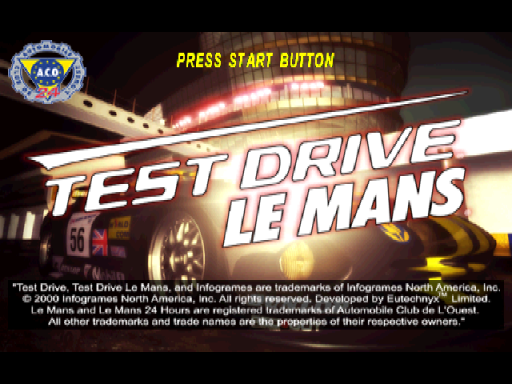 A.C.O
24
PRESS START BUTTON
TEST DRIVE
LE MANS
56
"Test Drive, Test Drive Le Mans, and Infogrames are trademarks of Infogrames North America, Inc.
© 2000 Infogrames North America, Inc. All rights reserved. Developed by Eutechnyx™ Limited.
Le Mans and Le Mans 24 Hours are registered trademarks of Automobile Club de L'Ouest.
All other trademarks and trade names are the properties of their respective owners."